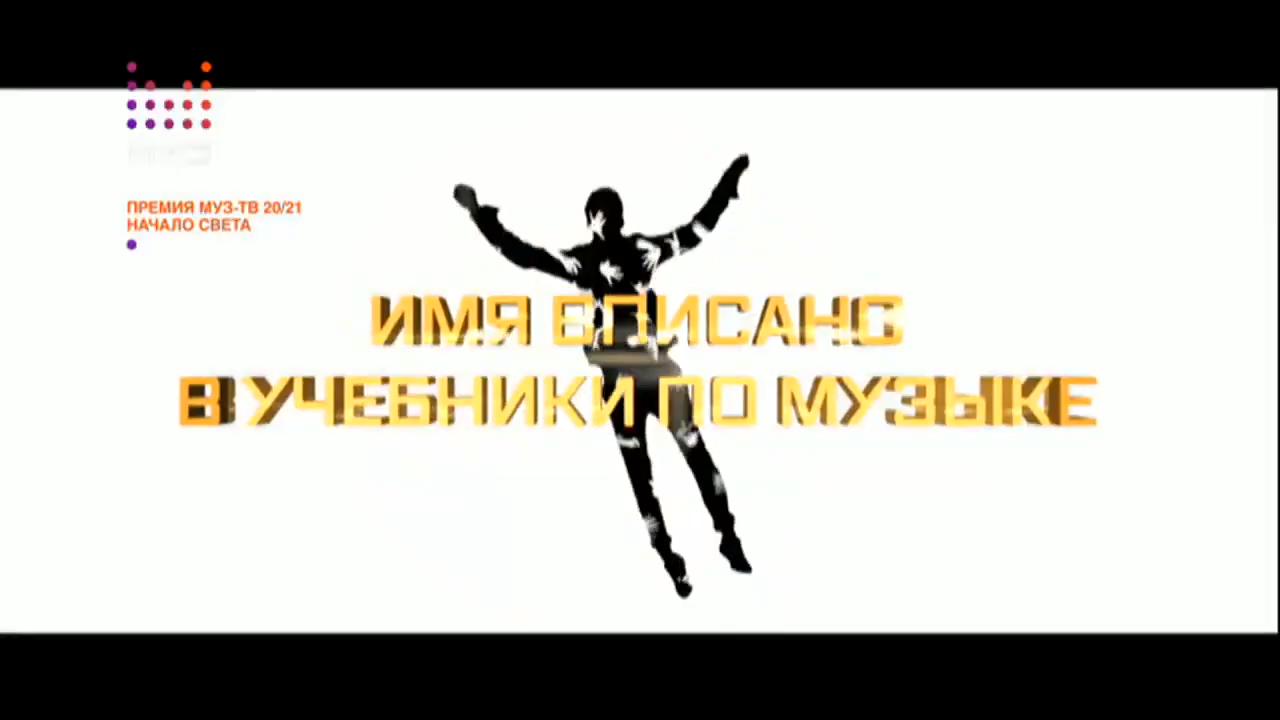 ПРЕМИЯ МУЗ-ТВ 20/21
НАЧАЛО СВЕТА
ИМЯ ВПИСАНО
В УЧЕБНИКИ ПО МУЗЫКЕ